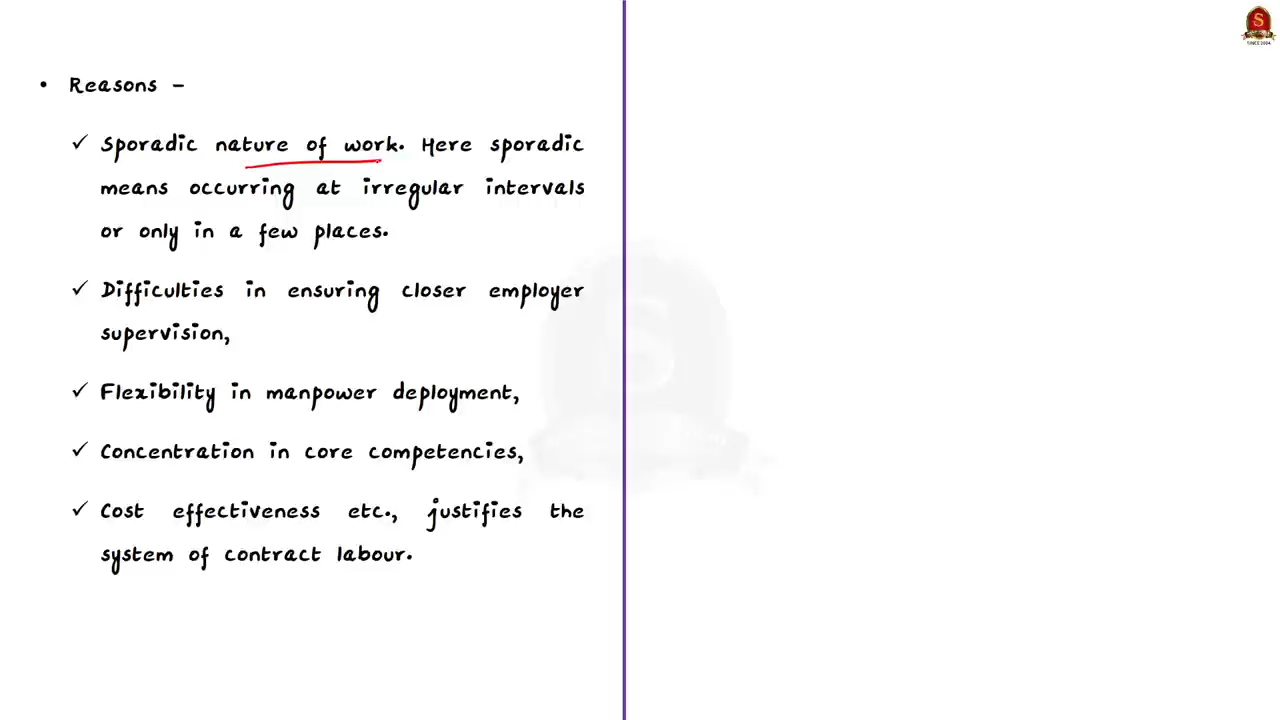 • Reasons –
✓ Sporadic nature of work. Here sporadic
means occurring at irregular intervals
or only in a few places.
✓ Difficulties in ensuring closer employer
supervision,
✓ Flexibility in manpower deployment,
✓ Concentration in core competencies,
✓ Cost effectiveness etc., justifies the
system of contract labour.
S
SINCE 2004